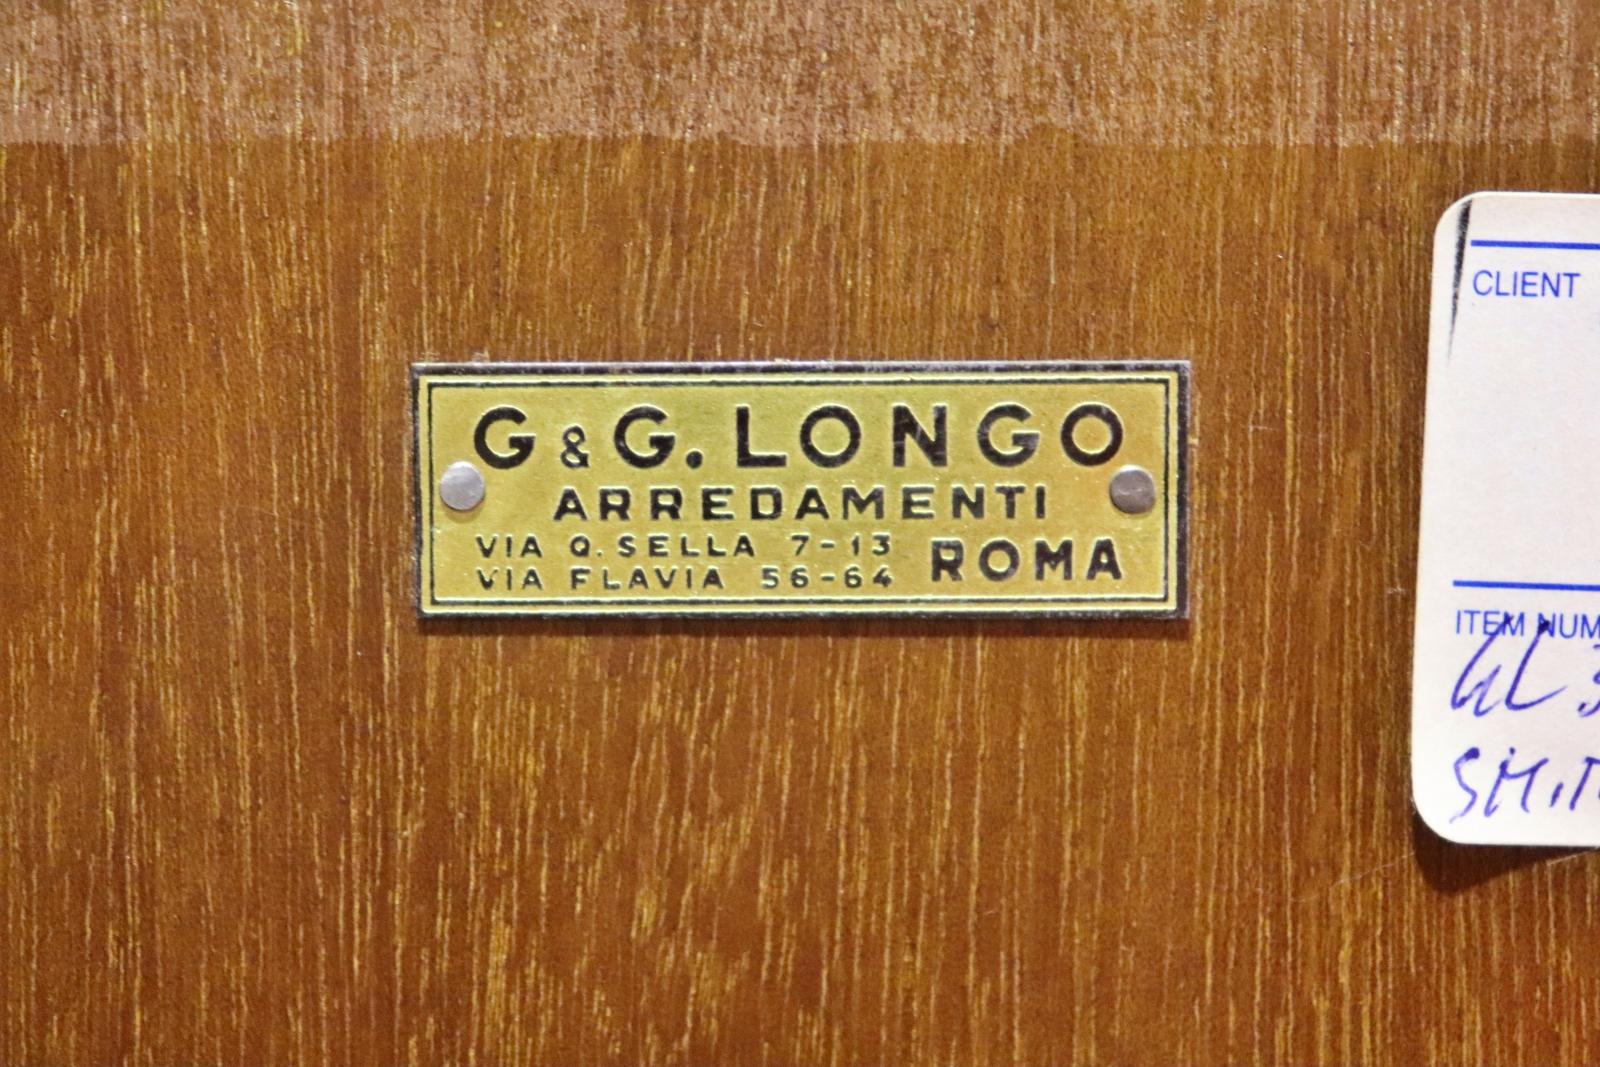 G & G. LONGO
ARREDAMENTI
VIA Q. SELLA 7-13
VIA FLAVIA 56-64
ROMA
CLIENT
ITEM NUM